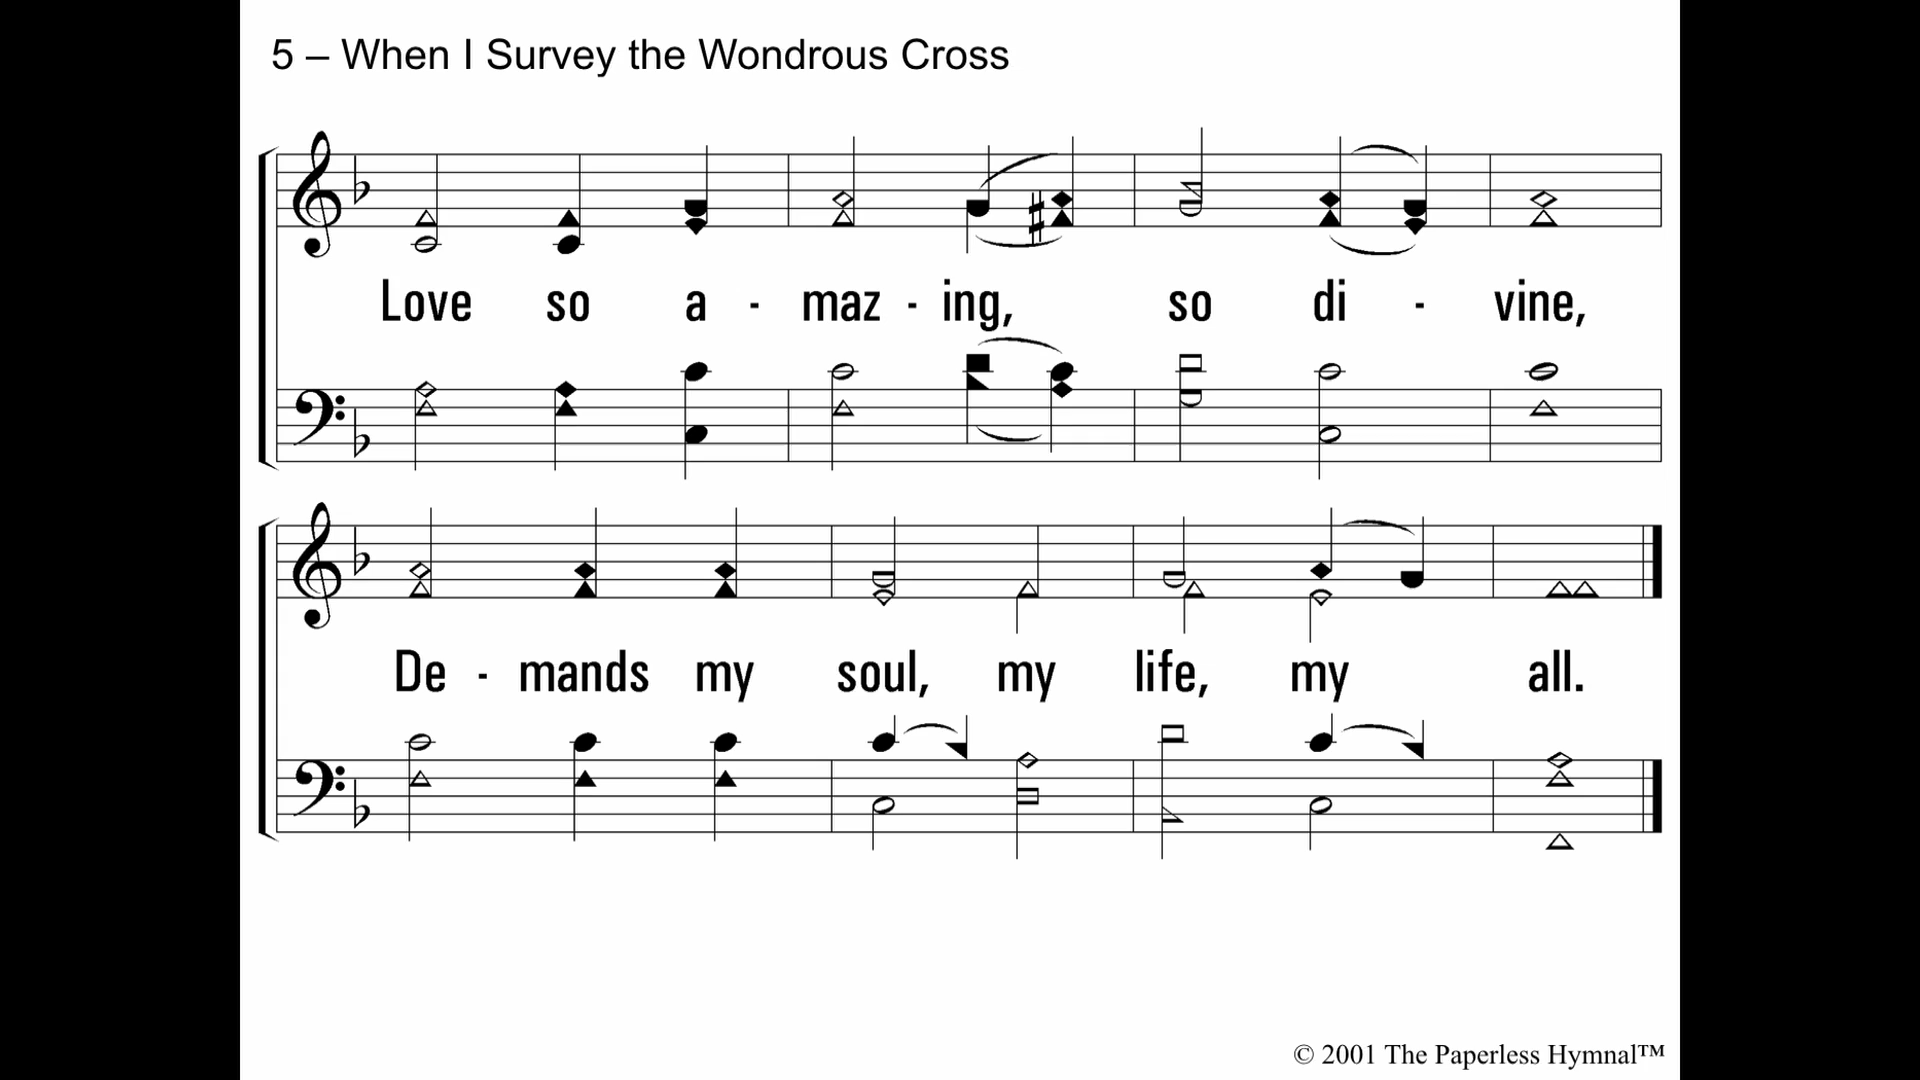 5 – When I Survey the Wondrous Cross
Love so a - maz - ing, so di - vine,
De - mands my soul, my life, my all.
© 2001 The Paperless Hymnal™